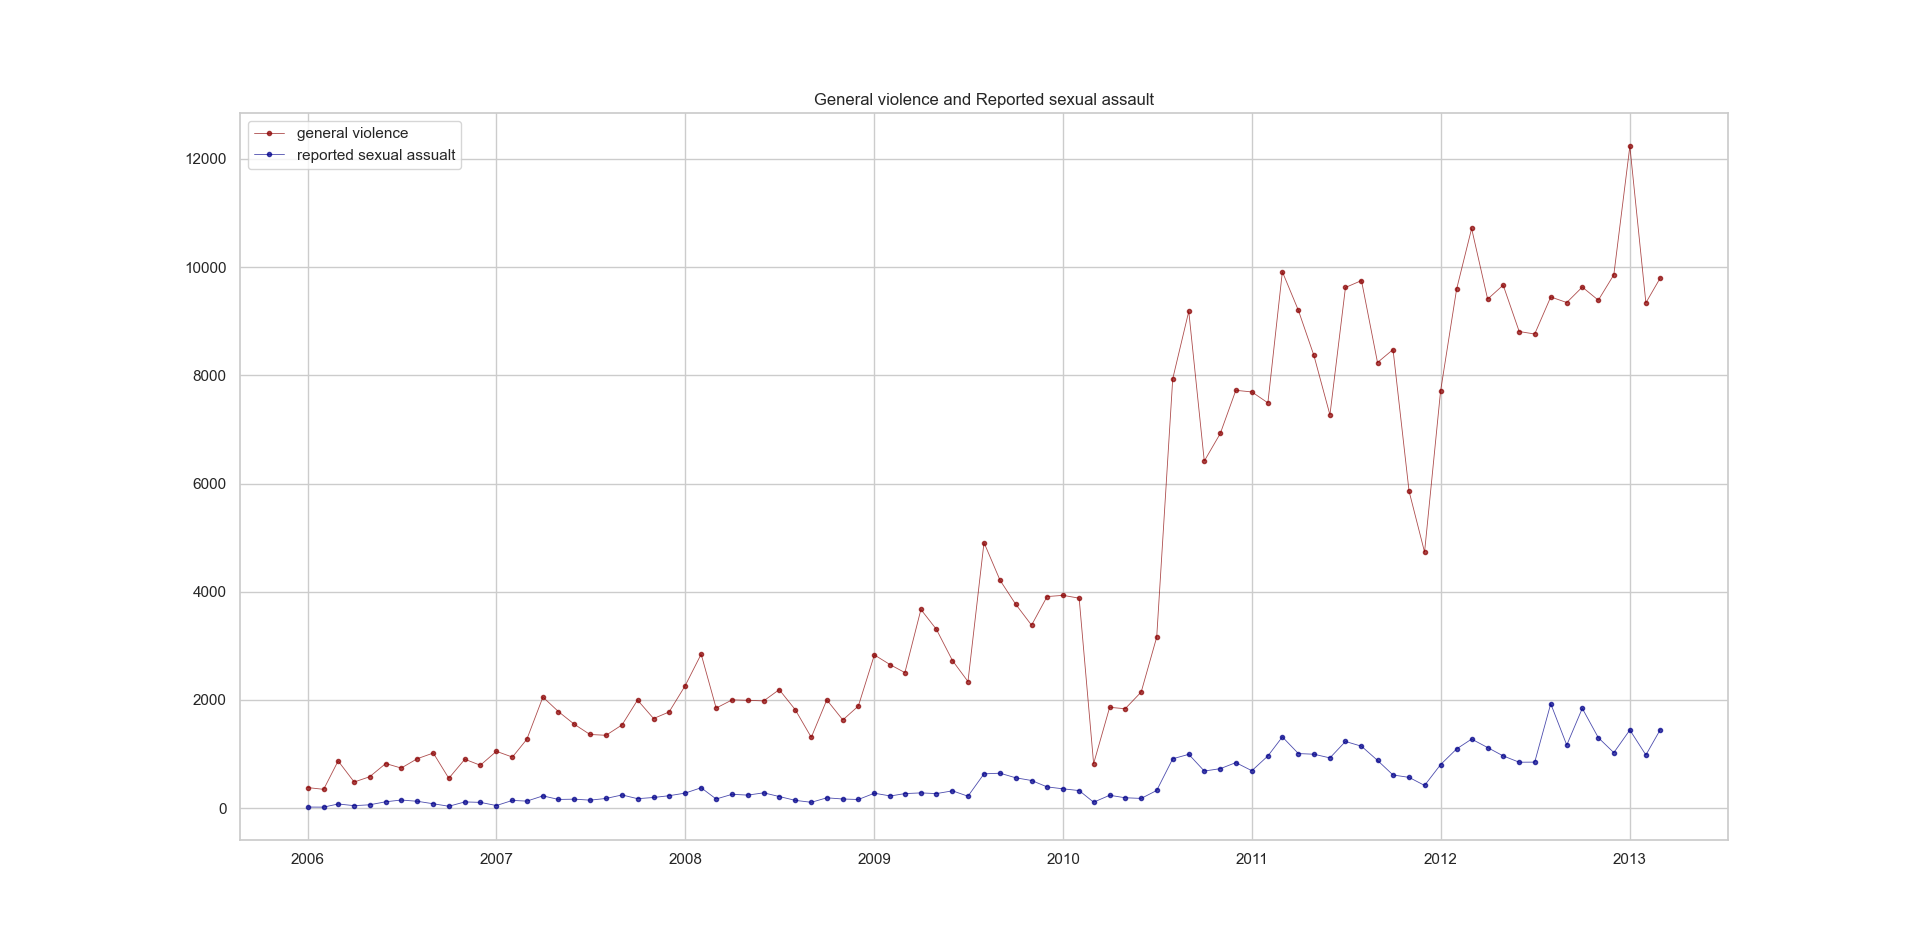 General violence and Reported sexual assault
general violence
reported sexual assualt
12000
10000
8000
6000
4000
2000
0
2006 2007 2008 2009 2010 2011 2012 2013